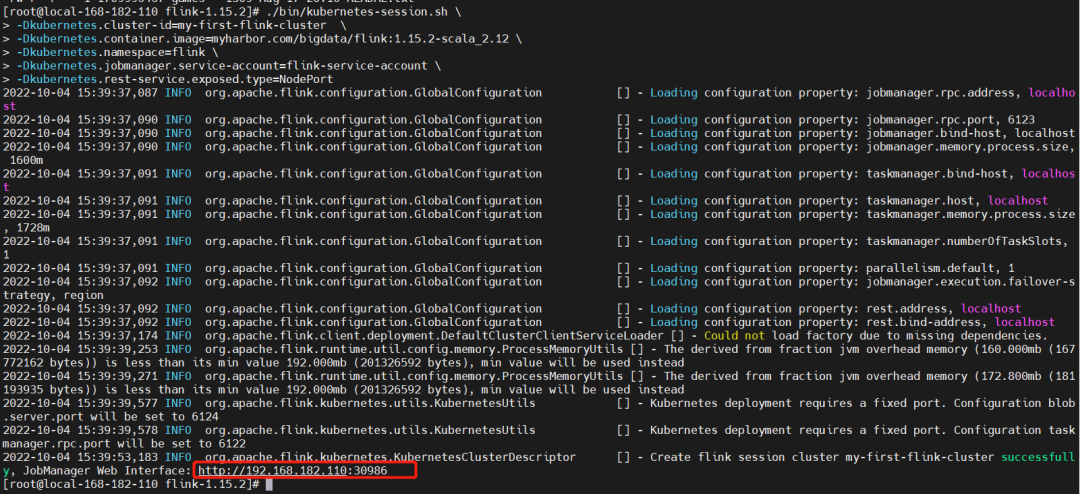 [root@local-168-182-110 flink-1.15.2]# ./bin/kubernetes-session.sh \
> -Dkubernetes.cluster-id=my-first-flink-cluster  \
> -Dkubernetes.container.image=myharbor.com/bigdata/flink:1.15.2-scala_2.12 \
> -Dkubernetes.namespace=flink \
> -Dkubernetes.jobmanager.service-account=flink-service-account \
> -Dkubernetes.rest-service.exposed.type=NodePort
2022-10-04 15:39:37,087 INFO  org.apache.flink.configuration.GlobalConfiguration            [] - Loading configuration property: jobmanager.rpc.address, localho
st
2022-10-04 15:39:37,090 INFO  org.apache.flink.configuration.GlobalConfiguration            [] - Loading configuration property: jobmanager.rpc.port, 6123
2022-10-04 15:39:37,090 INFO  org.apache.flink.configuration.GlobalConfiguration            [] - Loading configuration property: jobmanager.bind-host, localhost
2022-10-04 15:39:37,090 INFO  org.apache.flink.configuration.GlobalConfiguration            [] - Loading configuration property: jobmanager.memory.process.size,
 1600m
2022-10-04 15:39:37,091 INFO  org.apache.flink.configuration.GlobalConfiguration            [] - Loading configuration property: taskmanager.bind-host, localhos
t
2022-10-04 15:39:37,091 INFO  org.apache.flink.configuration.GlobalConfiguration            [] - Loading configuration property: taskmanager.host, localhost
2022-10-04 15:39:37,091 INFO  org.apache.flink.configuration.GlobalConfiguration            [] - Loading configuration property: taskmanager.memory.process.size
, 1728m
2022-10-04 15:39:37,091 INFO  org.apache.flink.configuration.GlobalConfiguration            [] - Loading configuration property: taskmanager.numberOfTaskSlots,
1
2022-10-04 15:39:37,091 INFO  org.apache.flink.configuration.GlobalConfiguration            [] - Loading configuration property: parallelism.default, 1
2022-10-04 15:39:37,092 INFO  org.apache.flink.configuration.GlobalConfiguration            [] - Loading configuration property: jobmanager.execution.failover-s
trategy, region
2022-10-04 15:39:37,092 INFO  org.apache.flink.configuration.GlobalConfiguration            [] - Loading configuration property: rest.address, localhost
2022-10-04 15:39:37,092 INFO  org.apache.flink.configuration.GlobalConfiguration            [] - Loading configuration property: rest.bind-address, localhost
2022-10-04 15:39:37,174 INFO  org.apache.flink.client.deployment.DefaultClusterClientServiceLoader [] - Could not load factory due to missing dependencies.
2022-10-04 15:39:39,253 INFO  org.apache.flink.runtime.util.config.memory.ProcessMemoryUtils [] - The derived from fraction jvm overhead memory (160.000mb (167
772162 bytes)) is less than its min value 192.000mb (201326592 bytes), min value will be used instead
2022-10-04 15:39:39,271 INFO  org.apache.flink.runtime.util.config.memory.ProcessMemoryUtils [] - The derived from fraction jvm overhead memory (172.800mb (181
193935 bytes)) is less than its min value 192.000mb (201326592 bytes), min value will be used instead
2022-10-04 15:39:39,577 INFO  org.apache.flink.kubernetes.utils.KubernetesUtils             [] - Kubernetes deployment requires a fixed port. Configuration blob
.server.port will be set to 6124
2022-10-04 15:39:39,578 INFO  org.apache.flink.kubernetes.utils.KubernetesUtils             [] - Kubernetes deployment requires a fixed port. Configuration task
manager.rpc.port will be set to 6122
2022-10-04 15:39:53,183 INFO  org.apache.flink.kubernetes.KubernetesClusterDescriptor       [] - Create flink session cluster my-first-flink-cluster successfull
y, JobManager Web Interface: http://192.168.182.110:30986
[root@local-168-182-110 flink-1.15.2]#